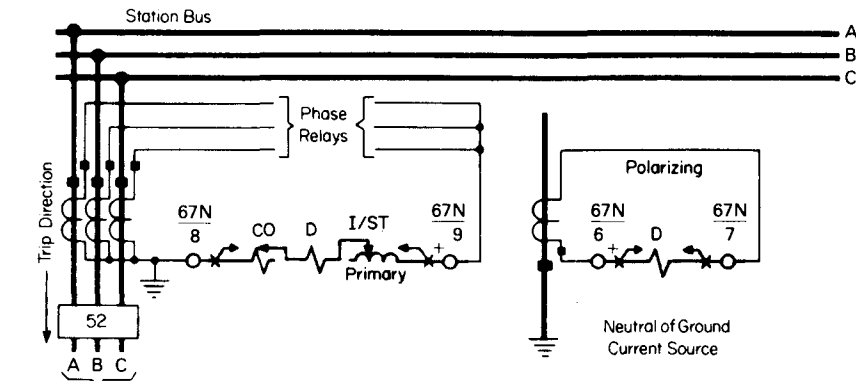 Station Bus
A
B
C
Phase
Relays
Polarizing
Trip Direction
67N
8
CO
D
I/ST
67N
+
9
Primary
67N
6
+
D
67N
7
52
A B C
Neutral of Ground
Current Source